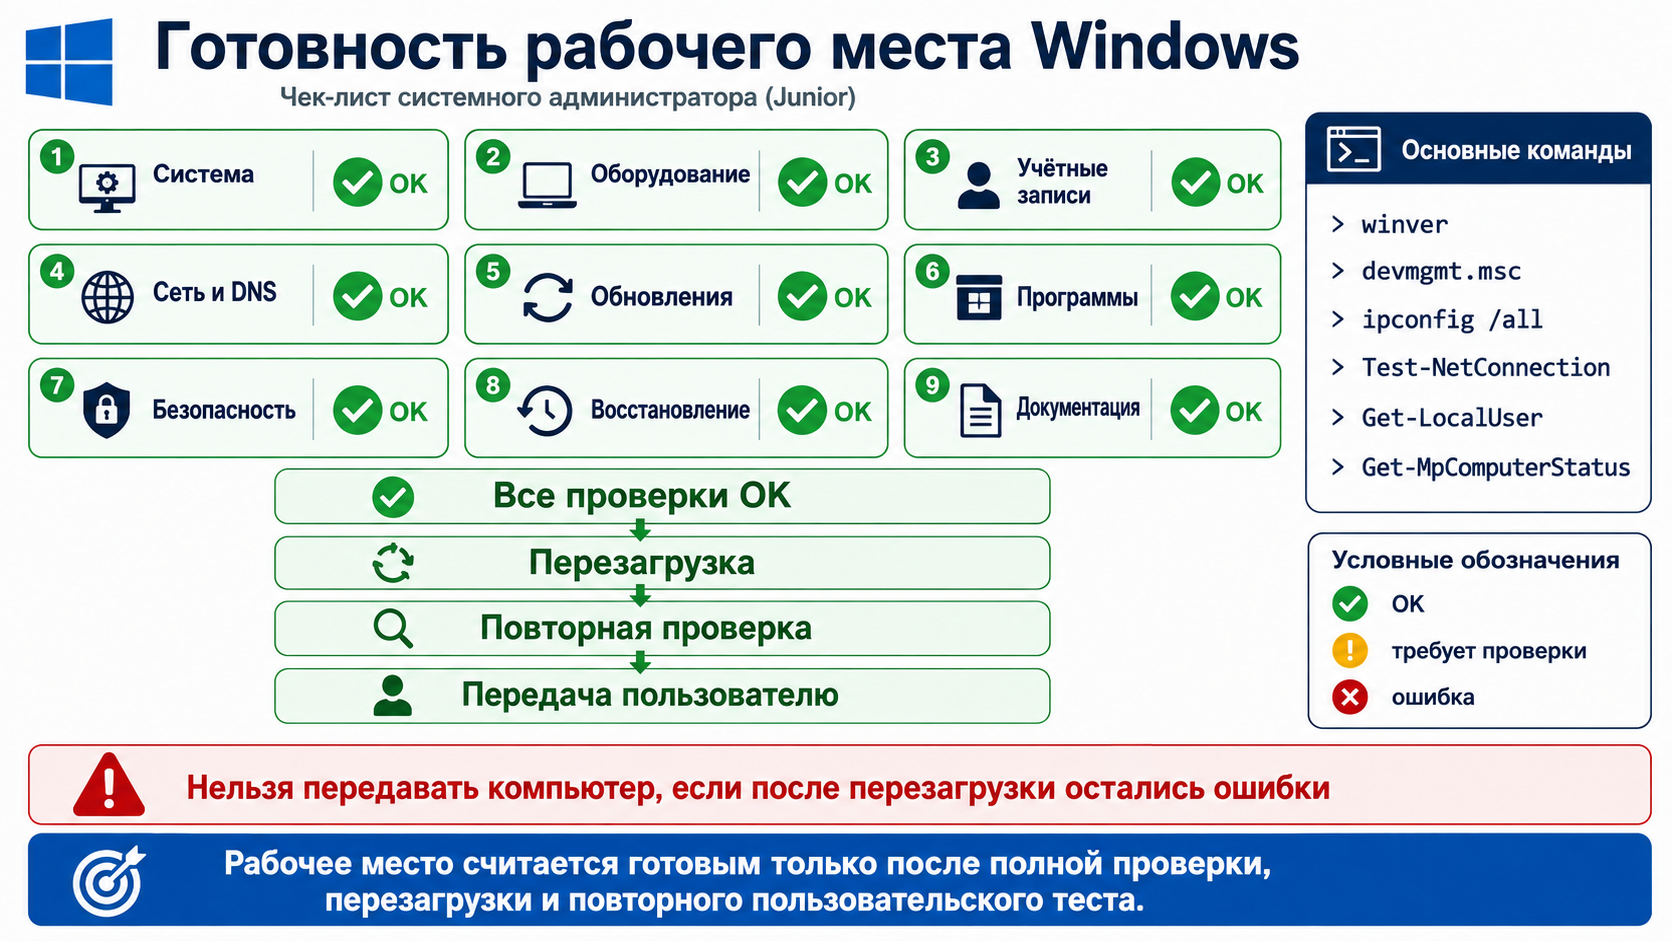 Готовность рабочего места Windows
Чек-лист системного администратора (Junior)
1
Система
OK
2
Оборудование
OK
3
Учётные
записи
OK
4
Сеть и DNS
OK
5
Обновления
OK
6
Программы
OK
7
Безопасность
OK
8
Восстановление
OK
9
Документация
OK
Все проверки OK
Перезагрузка
Повторная проверка
Передача пользователю
>_ Основные команды
> winver
> devmgmt.msc
> ipconfig /all
> Test-NetConnection
> Get-LocalUser
> Get-MpComputerStatus
Условные обозначения
OK
! требует проверки
ошибка
! Нельзя передавать компьютер, если после перезагрузки остались ошибки
Рабочее место считается готовым только после полной проверки,
перезагрузки и повторного пользовательского теста.